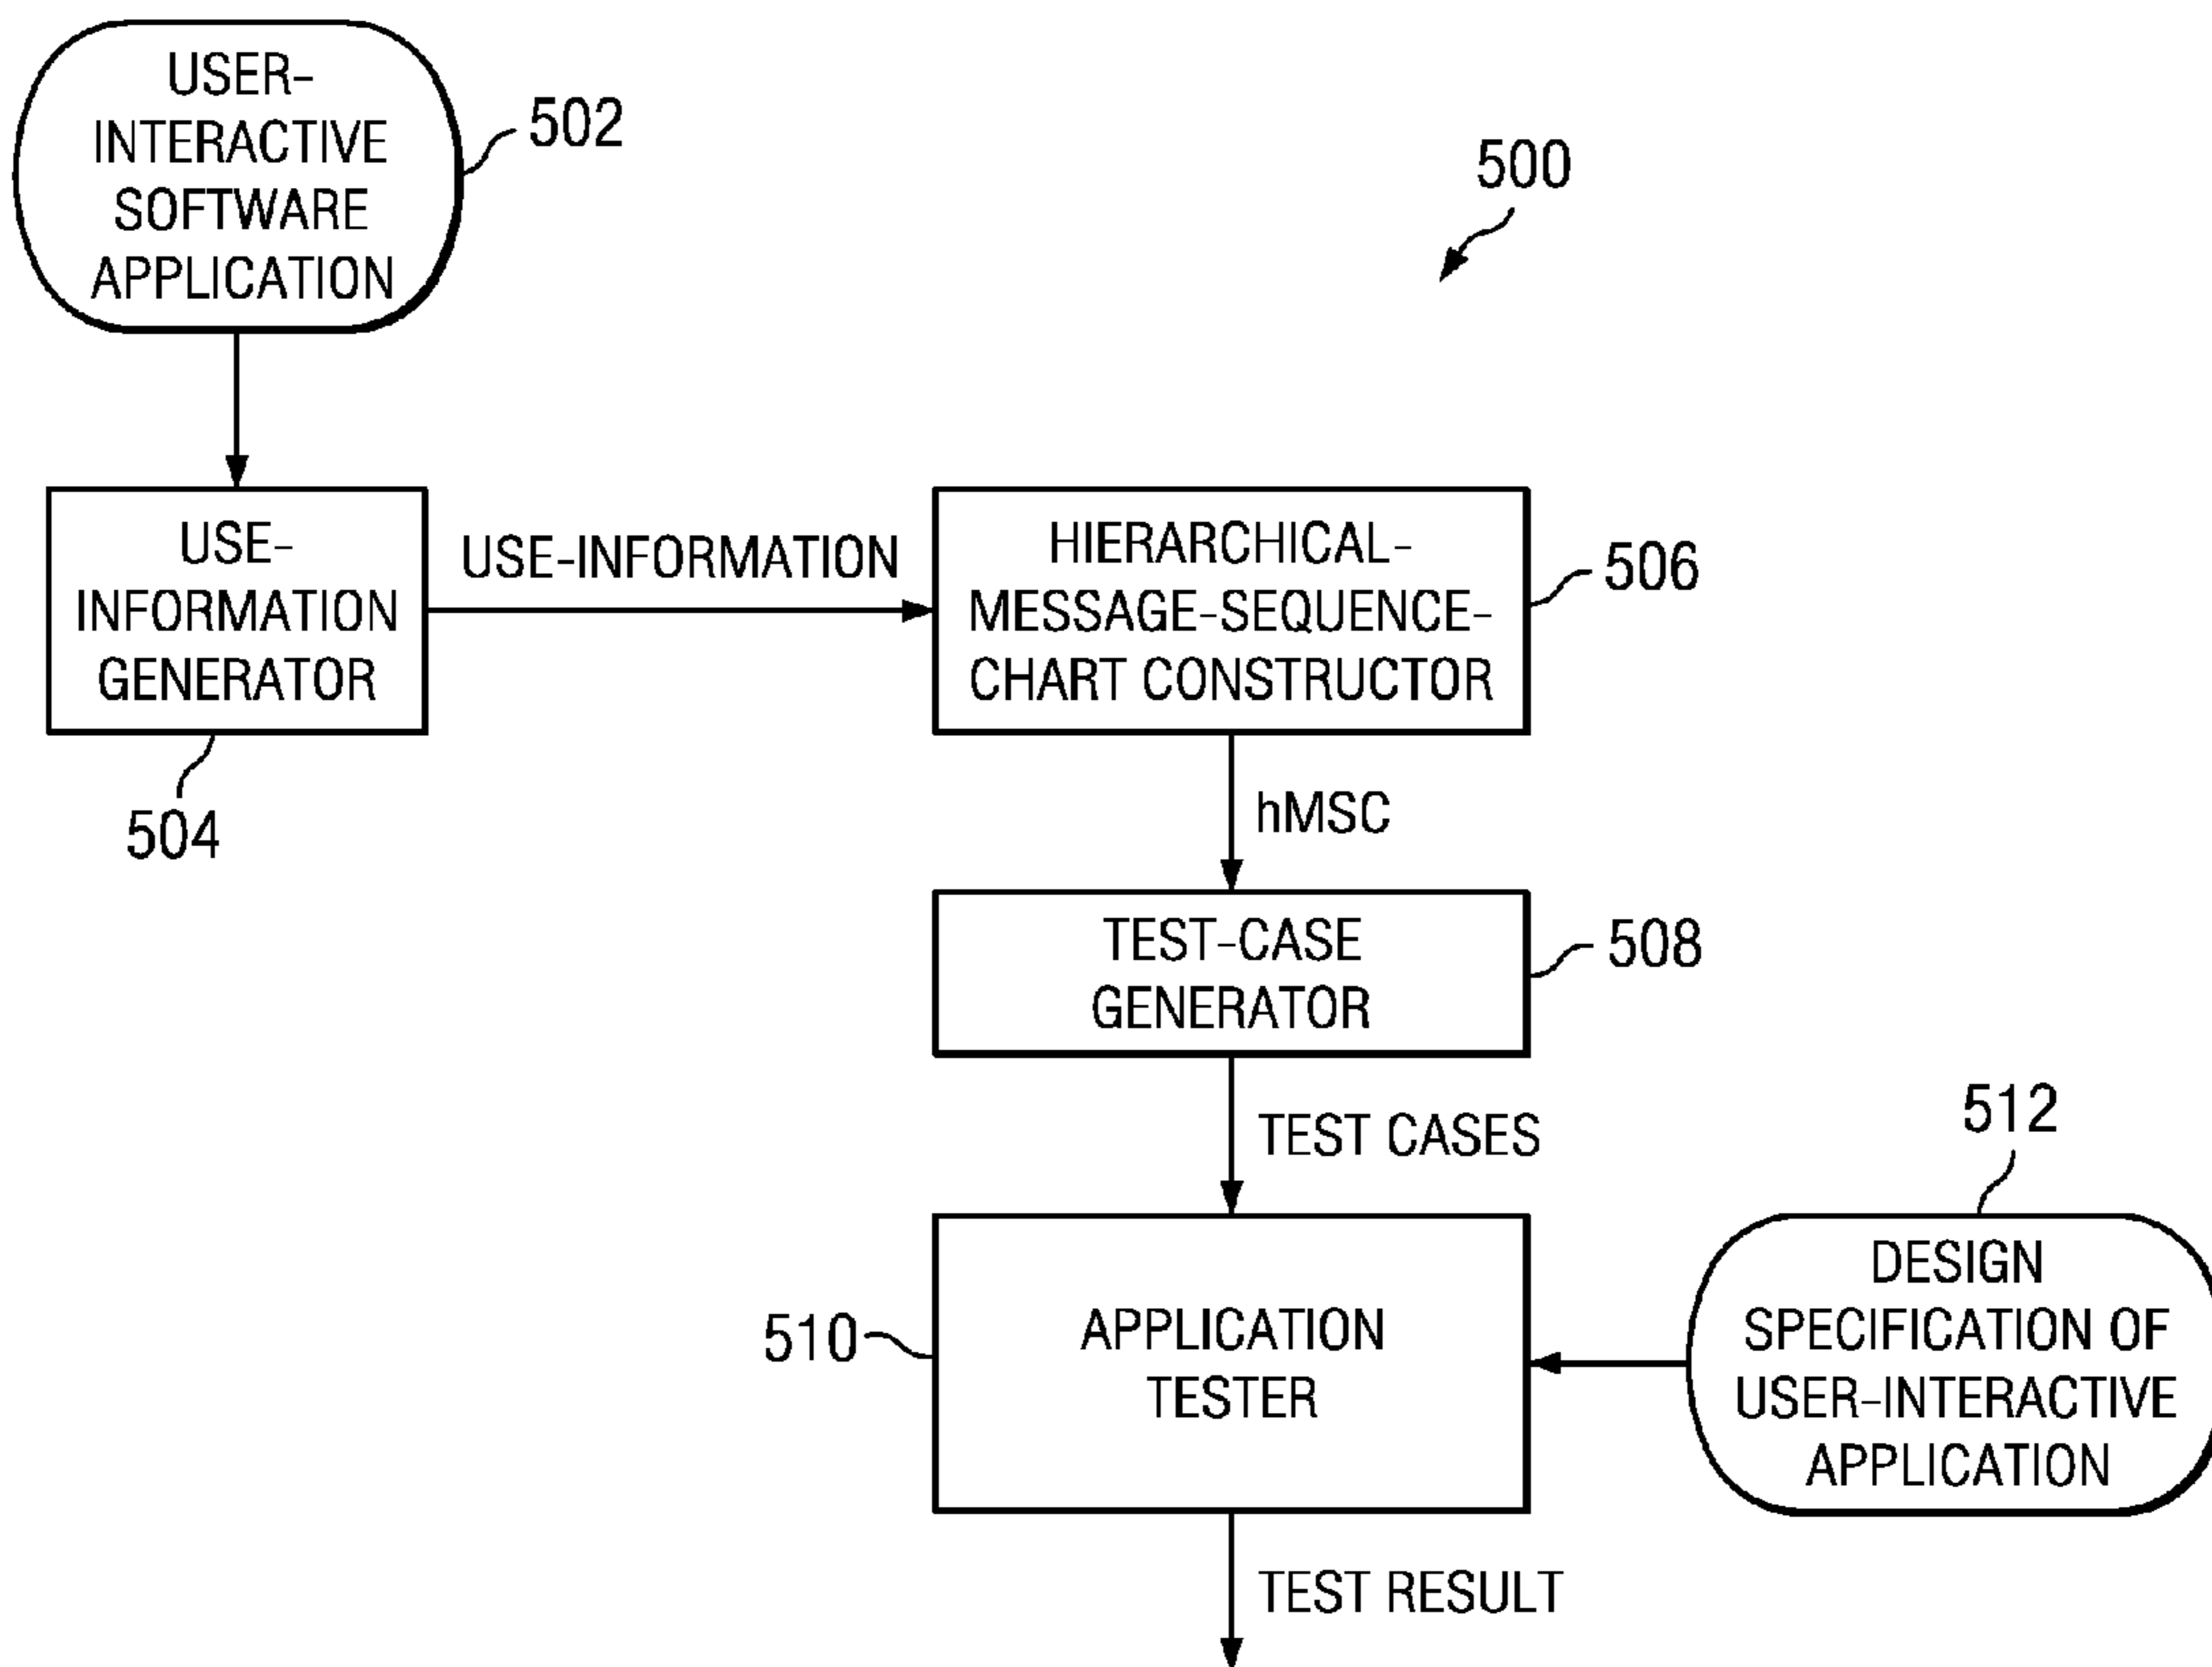 USER-
INTERACTIVE
SOFTWARE
APPLICATION
502
500
USE-
INFORMATION
GENERATOR
504
USE-INFORMATION
HIERARCHICAL-
MESSAGE-SEQUENCE-
CHART CONSTRUCTOR
506
hMSC
TEST-CASE
GENERATOR
508
TEST CASES
512
510
APPLICATION
TESTER
DESIGN
SPECIFICATION OF
USER-INTERACTIVE
APPLICATION
TEST RESULT